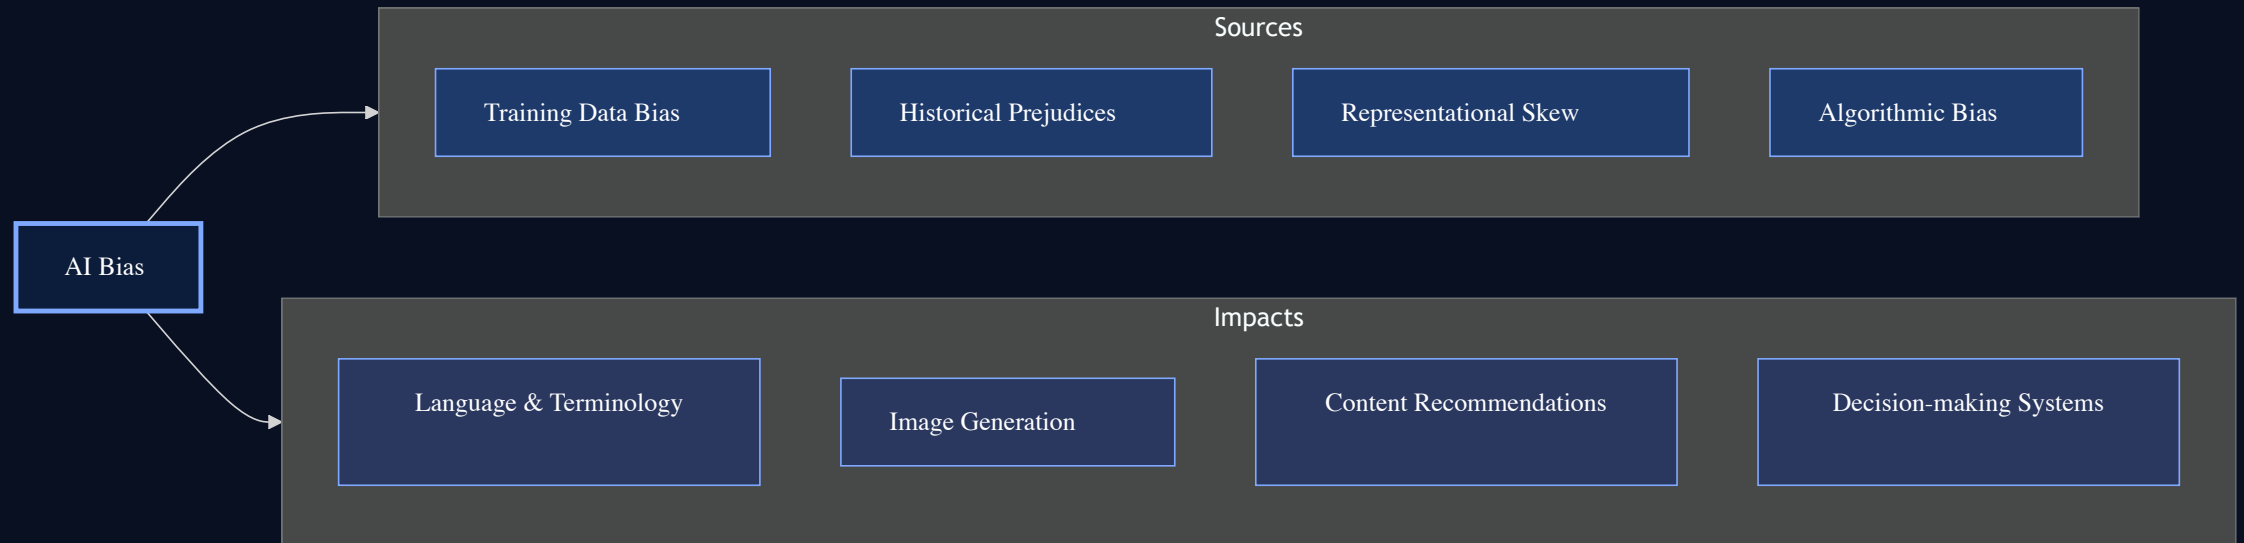 Sources
Training Data Bias
Historical Prejudices
Representational Skew
Algorithmic Bias
AI Bias
Impacts
Language & Terminology
Image Generation
Content Recommendations
Decision-making Systems